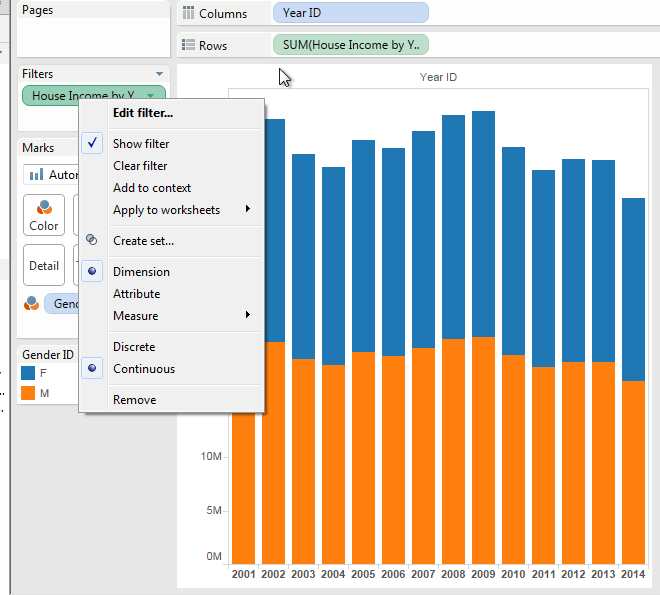 Pages
Columns
Year ID
Rows
SUM(House Income by Y..
Filters
House Income by Y..
Year ID
Edit filter...
Show filter
Clear filter
Add to context
Apply to worksheets
Create set...
Dimension
Attribute
Measure
Discrete
Continuous
Remove
Marks
Color
Detail
Gender ID
F
M
10M
5M
0M
2001 2002 2003 2004 2005 2006 2007 2008 2009 2010 2011 2012 2013 2014